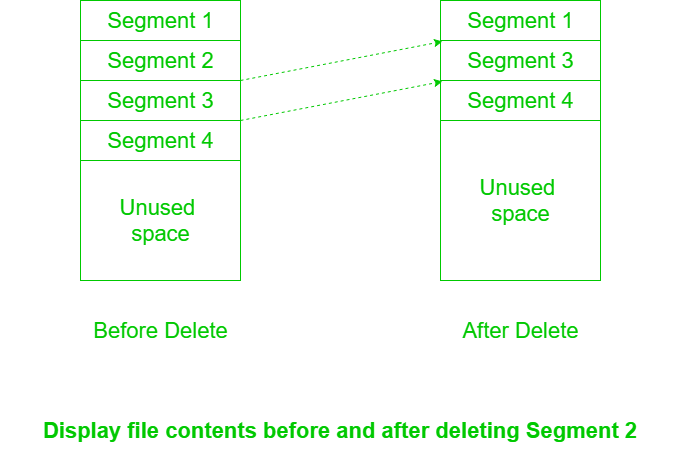 Segment 1
Segment 2
Segment 3
Segment 4
Unused
space
Before Delete
Segment 1
Segment 3
Segment 4
Unused
space
After Delete
Display file contents before and after deleting Segment 2